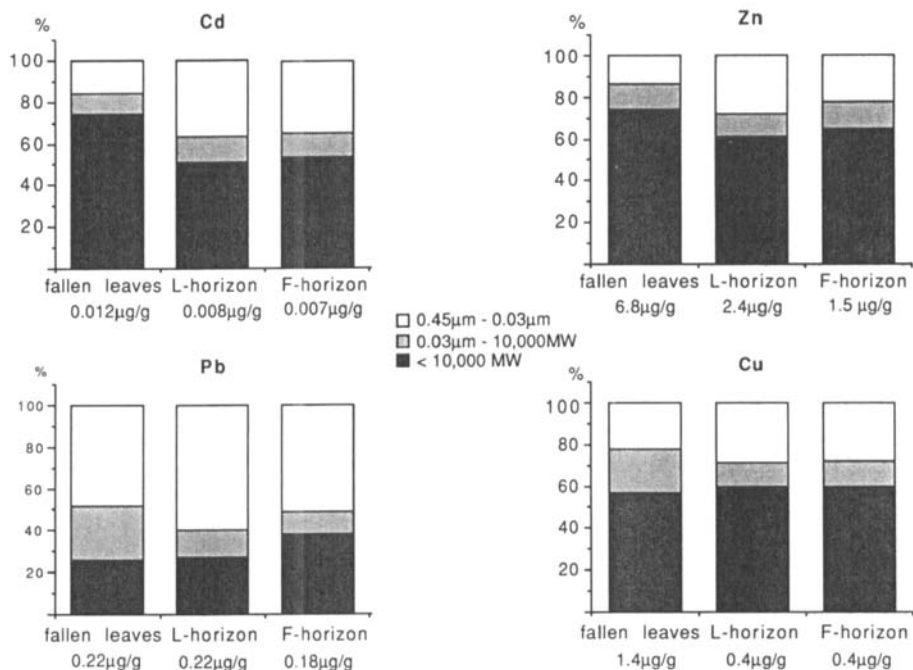 Cd
%
100
80
60
40
20
fallen leaves L-horizon F-horizon
0.012µg/g 0.008µg/g 0.007µg/g
Zn
%
100
80
60
40
20
fallen leaves L-horizon F-horizon
6.8µg/g 2.4µg/g 1.5 µg/g
0.45µm - 0.03µm
0.03µm - 10,000MW
< 10,000 MW
Pb
%
100
80
60
40
20
fallen leaves L-horizon F-horizon
0.22µg/g 0.22µg/g 0.18µg/g
Cu
%
100
80
60
40
20
fallen leaves L-horizon F-horizon
1.4µg/g 0.4µg/g 0.4µg/g